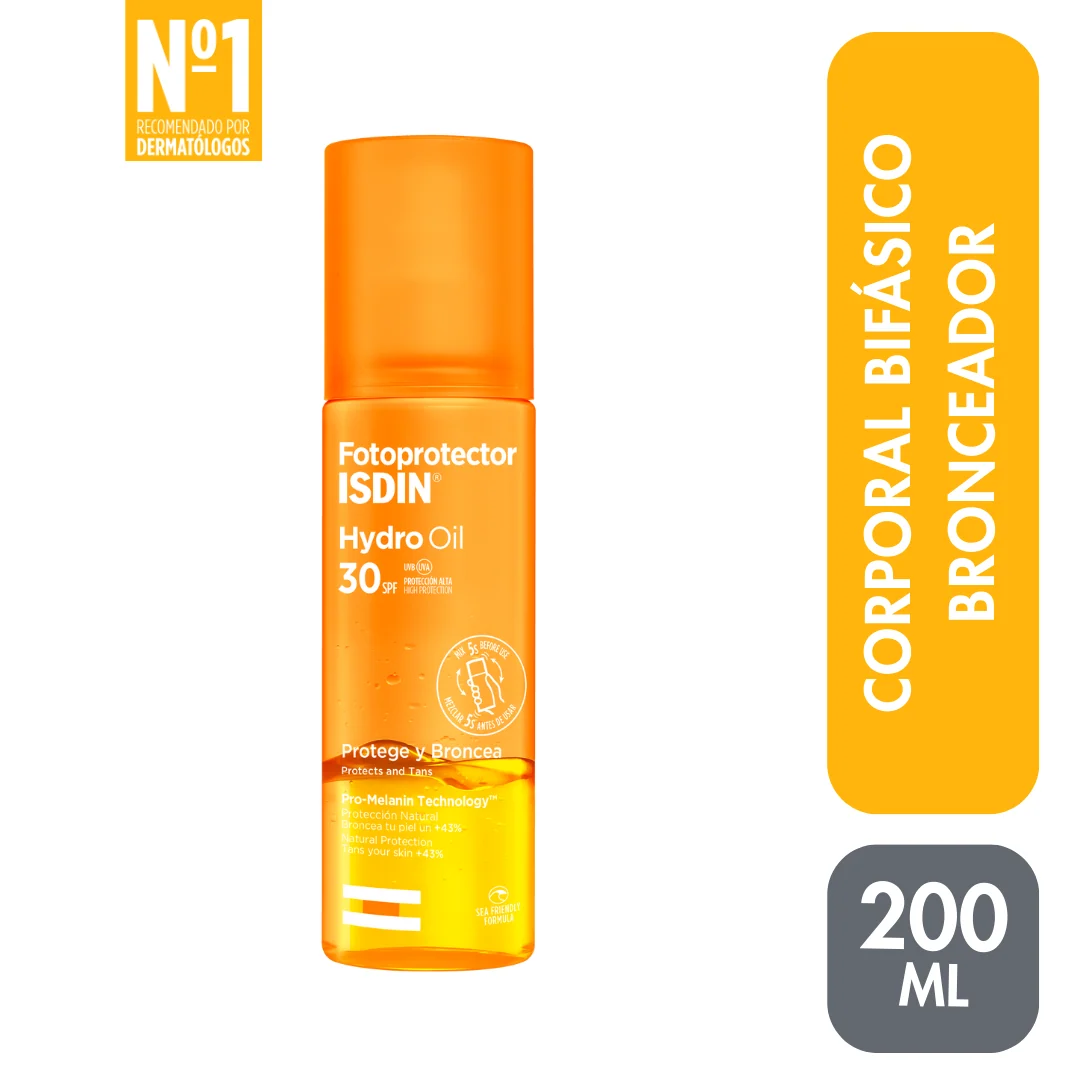 Nº1
RECOMENDADO POR
DERMATÓLOGOS
Fotoprotector
ISDIN®
Hydro Oil
30 SPF
UVB UVA
PROTECCIÓN ALTA
HIGH PROTECTION
MIX 5s BEFORE USE
MEZCLAR 5s ANTES DE USAR
Protege y Broncea
Protects and Tans
Pro-Melanin Technology™
Protección Natural
Broncea tu piel un +43%
Natural Protection
Tans your skin +43%
SEA FRIENDLY
FORMULA
CORPORAL BIFÁSICO
BRONCEADOR
200
ML